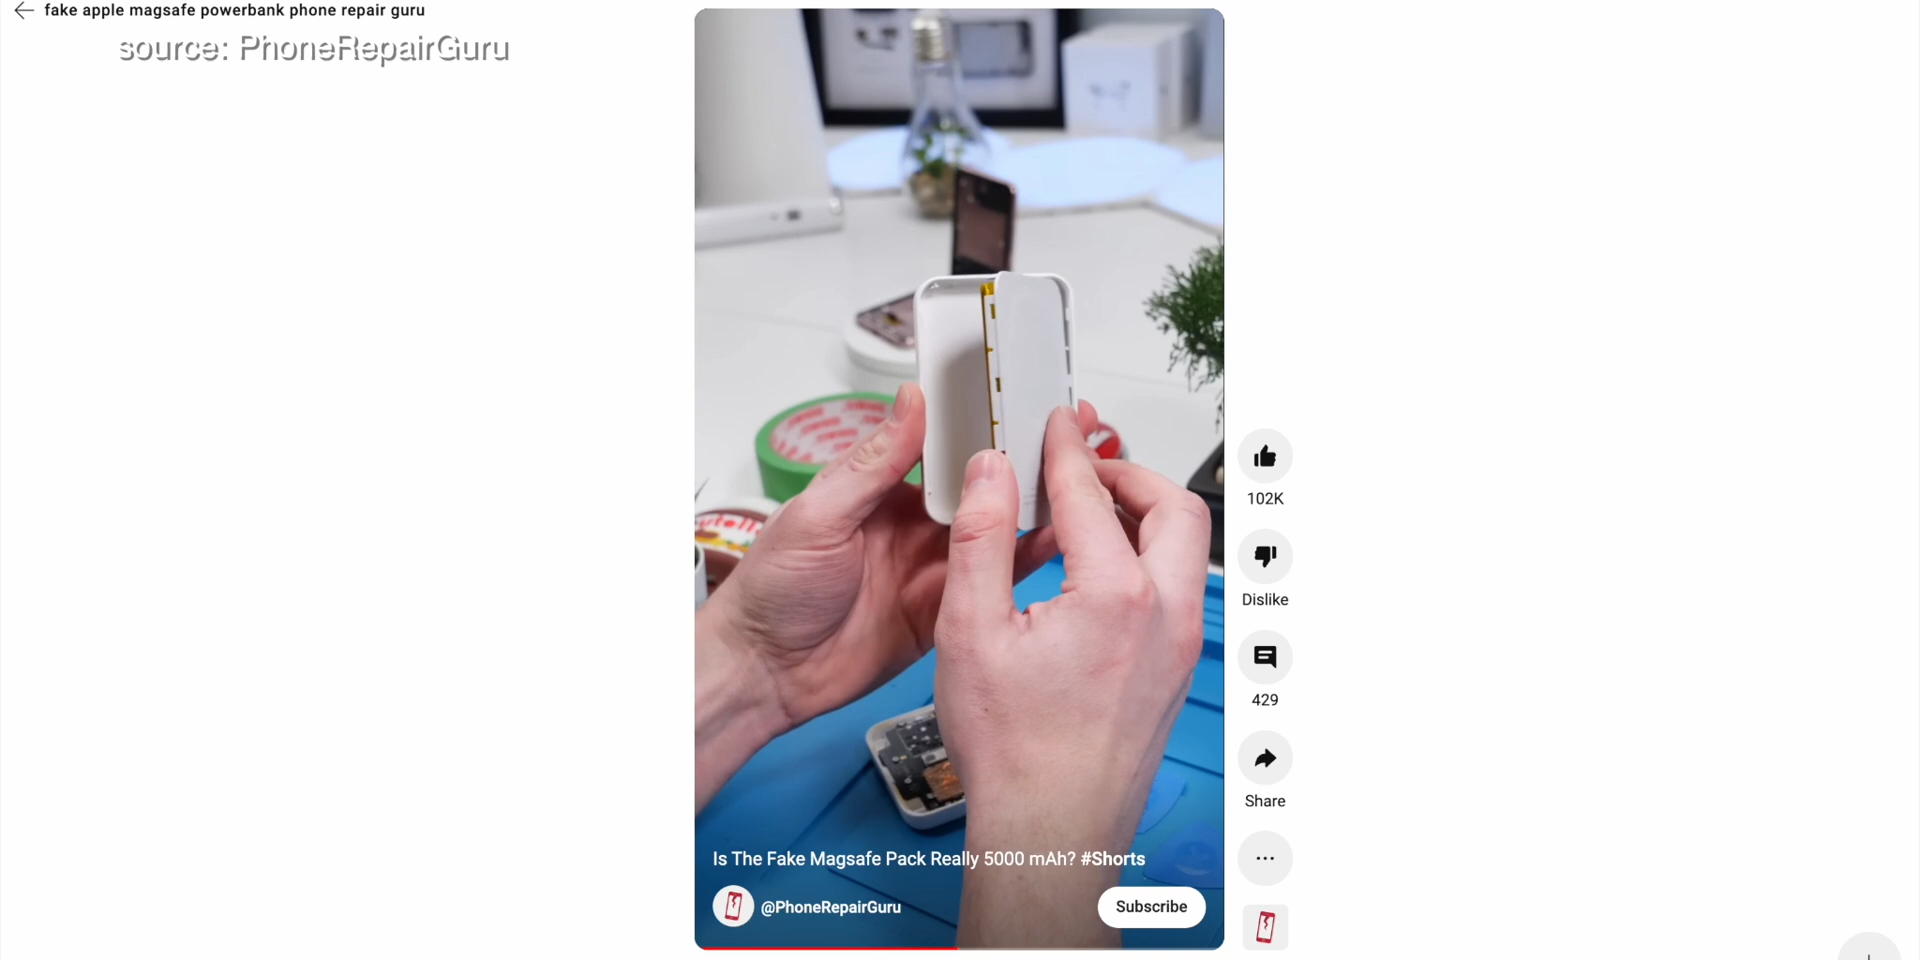 fake apple magsafe powerbank phone repair guru
source: PhoneRepairGuru
102K
Dislike
429
Share
Is The Fake Magsafe Pack Really 5000 mAh? #Shorts
@PhoneRepairGuru
Subscribe